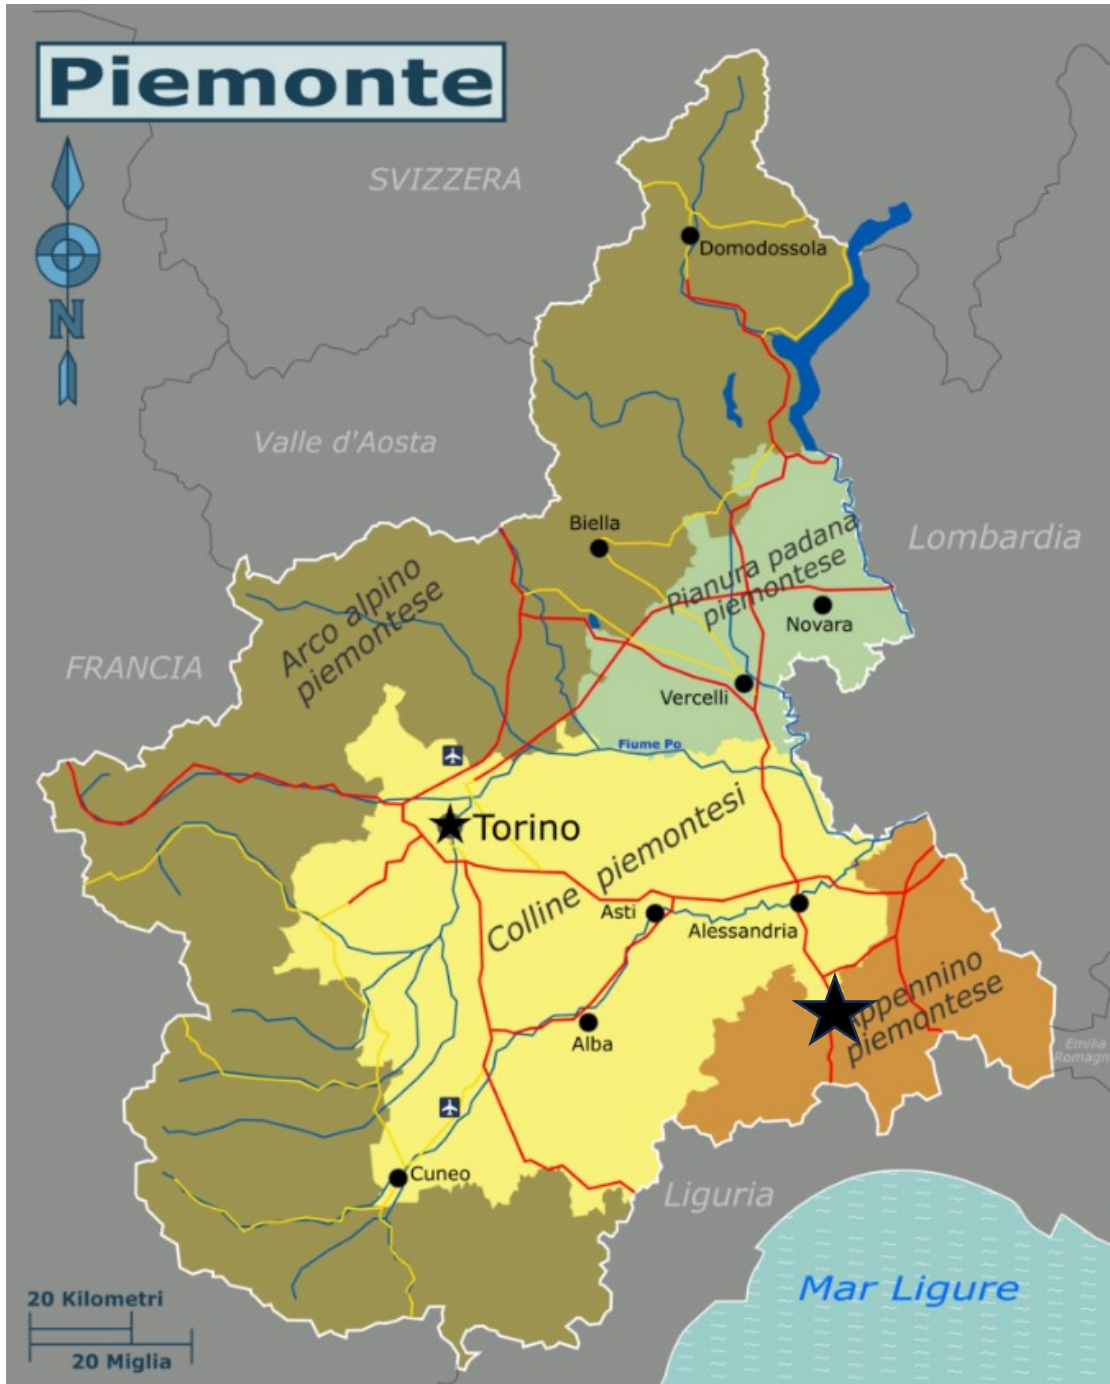 Piemonte
SVIZZERA
N
Domodossola
Valle d'Aosta
Biella
Lombardia
Pianura padana
piemontese
Arco alpino
piemontese
Novara
FRANCIA
Vercelli
Fiume Po
Torino
Colline piemontesi
Asti
Alessandria
Appennino
piemontese
Alba
Emilia
Romagn
Cuneo
Liguria
Mar Ligure
20 Kilometri
20 Miglia